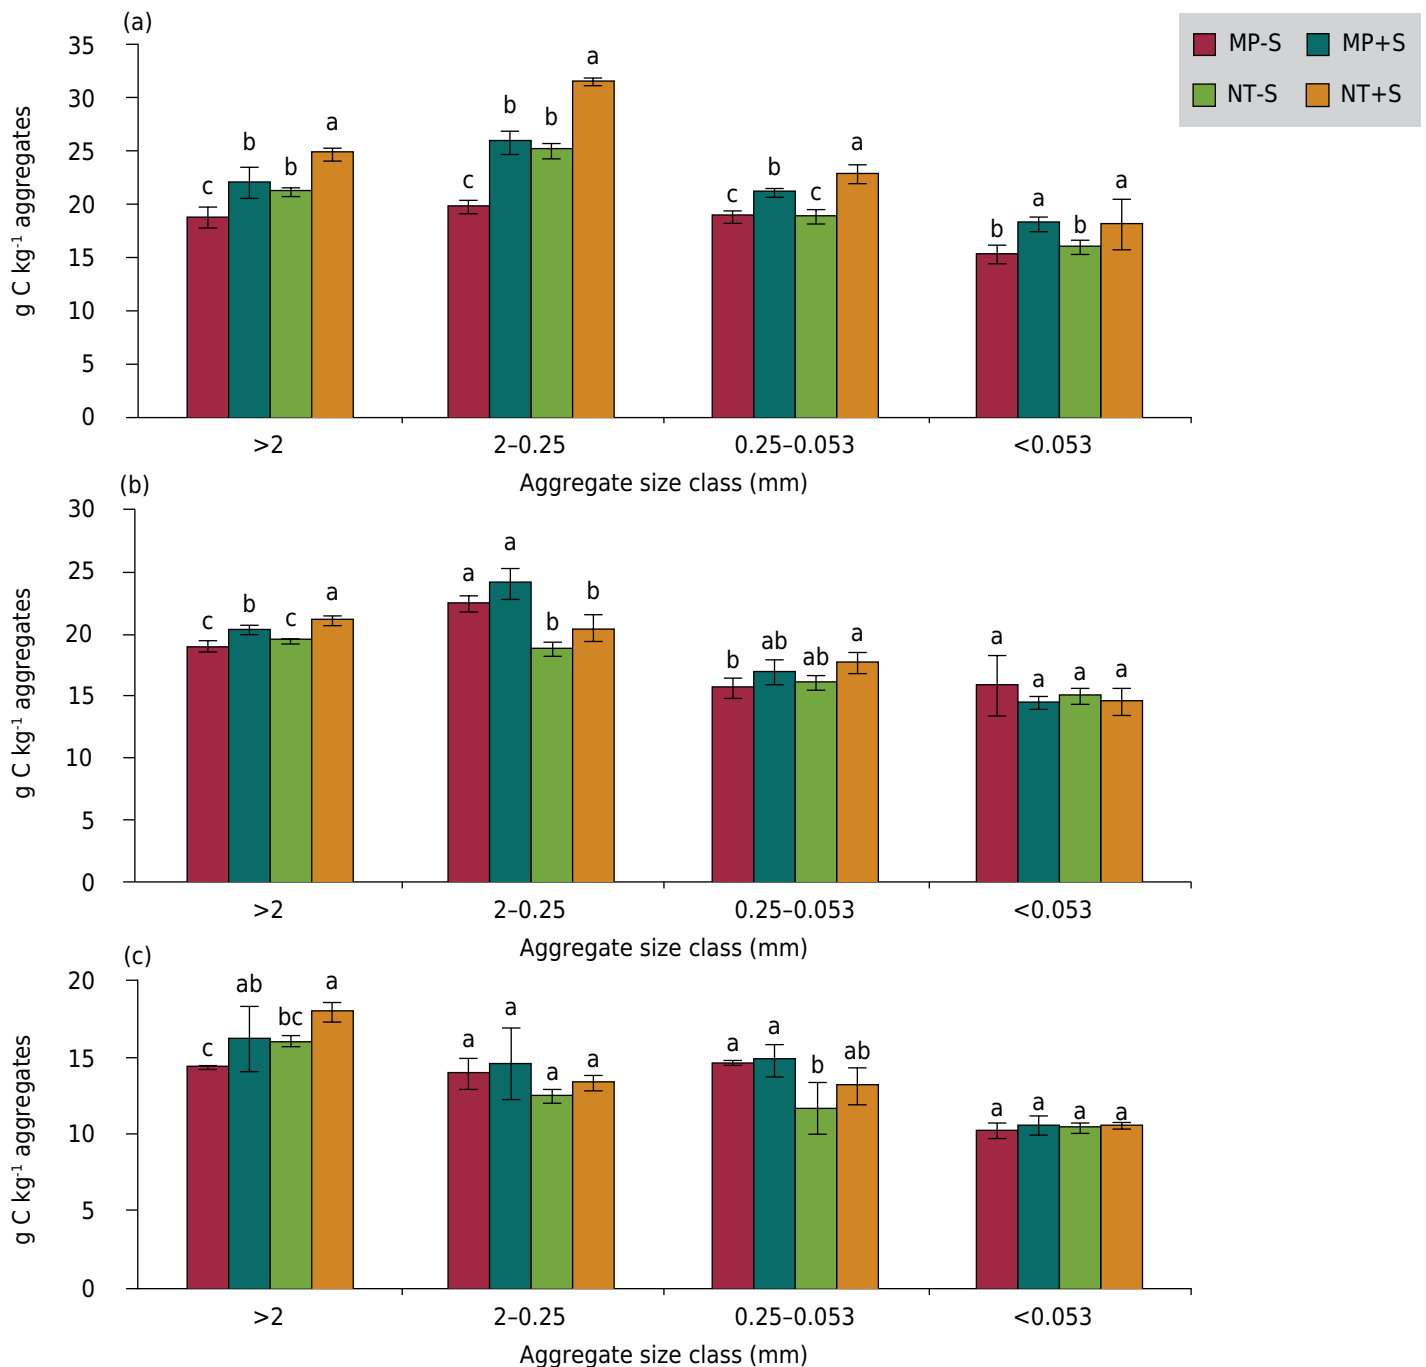 (a)
MP-S MP+S
NT-S NT+S
g C kg⁻¹ aggregates
35
30
25
20
15
10
5
0
c b b a
c b b a
c b c a
b a b a
>2 2–0.25 0.25–0.053 <0.053
Aggregate size class (mm)
(b)
g C kg⁻¹ aggregates
30
25
20
15
10
5
0
c b c a
a a b b
b ab ab a
a a a a
>2 2–0.25 0.25–0.053 <0.053
Aggregate size class (mm)
(c)
g C kg⁻¹ aggregates
20
15
10
5
0
c ab bc a
a a a a
a a b ab
a a a a
>2 2–0.25 0.25–0.053 <0.053
Aggregate size class (mm)